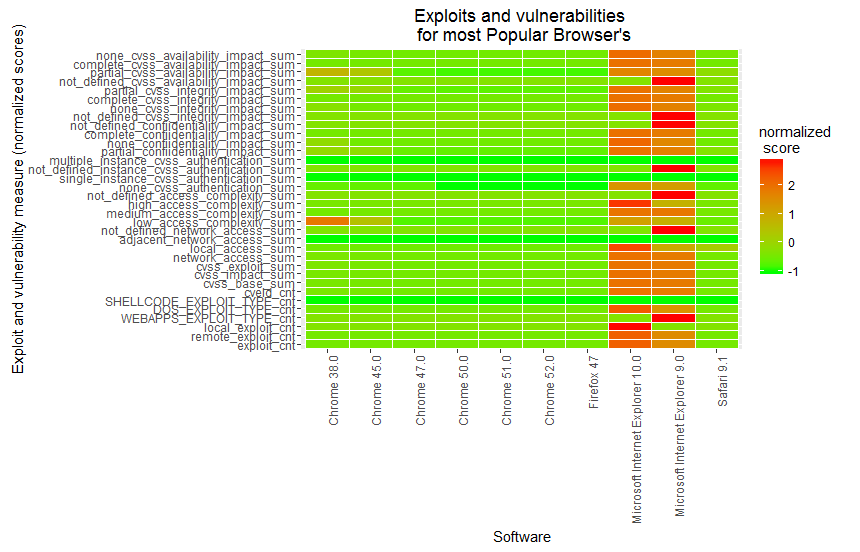 Exploits and vulnerabilities
for most Popular Browser's
Exploit and vulnerability measure (normalized scores)
none_cvss_availability_impact_sum
complete_cvss_availability_impact_sum
partial_cvss_availability_impact_sum
not_defined_cvss_availability_impact_sum
partial_cvss_integrity_impact_sum
complete_cvss_integrity_impact_sum
none_cvss_integrity_impact_sum
not_defined_cvss_integrity_impact_sum
not_defined_confidentiality_impact_sum
complete_confidentiality_impact_sum
none_confidentiality_impact_sum
partial_confidentiality_impact_sum
multiple_instance_cvss_authentication_sum
not_defined_instance_cvss_authentication_sum
single_instance_cvss_authentication_sum
none_cvss_authentication_sum
not_defined_access_complexity_sum
high_access_complexity_sum
medium_access_complexity_sum
low_access_complexity_sum
not_defined_network_access_sum
adjacent_network_access_sum
local_access_sum
network_access_sum
cvss_exploit_sum
cvss_impact_sum
cvss_base_sum
cveid_cnt
SHELLCODE_EXPLOIT_TYPE_cnt
DOS_EXPLOIT_TYPE_cnt
WEBAPPS_EXPLOIT_TYPE_cnt
local_exploit_cnt
remote_exploit_cnt
exploit_cnt
Chrome 38.0
Chrome 45.0
Chrome 47.0
Chrome 50.0
Chrome 51.0
Chrome 52.0
Firefox 47
Microsoft Internet Explorer 10.0
Microsoft Internet Explorer 9.0
Safari 9.1
Software
normalized
score
2
1
0
-1